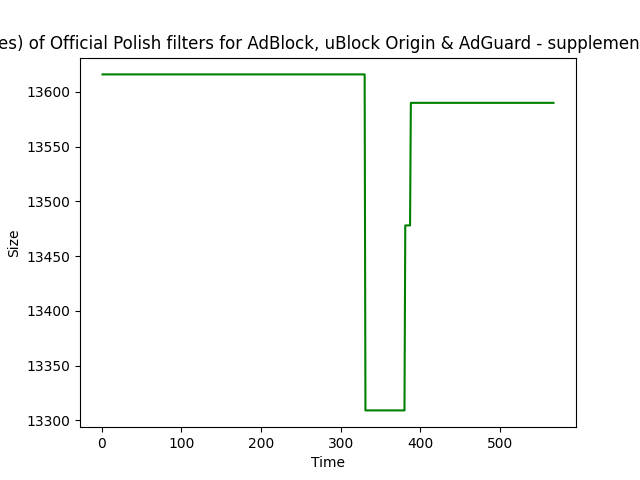 es) of Official Polish filters for AdBlock, uBlock Origin & AdGuard - supplemen
13600
13550
13500
13450
13400
13350
13300
Size
0 100 200 300 400 500
Time